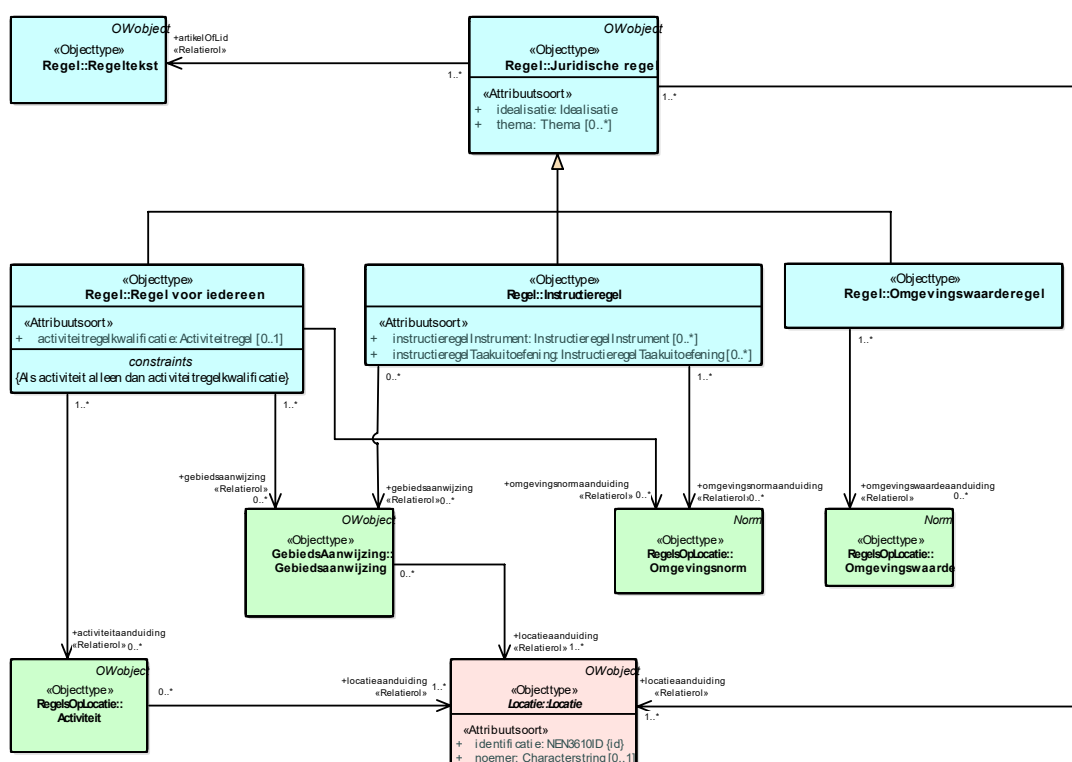 OWobject
«Objecttype»
Regel::Regeltekst
+artikelOfLid
«Relatierol»
1..*
OWobject
«Objecttype»
Regel::Juridische regel
«Attribuutsoort»
+ idealisatie: Idealisatie
+ thema: Thema [0..*]
1..*
«Objecttype»
Regel::Regel voor iedereen
«Attribuutsoort»
+ activiteitregelkwalificatie: Activiteitregel [0..1]
constraints
{Als activiteit alleen dan activiteitregelkwalificatie}
«Objecttype»
Regel::Instructieregel
«Attribuutsoort»
+ instructieregelInstrument: InstructieregelInstrument [0..*]
+ instructieregelTaakuitoefening: InstructieregelTaakuitoefening [0..*]
«Objecttype»
Regel::Omgevingswaarderegel
1..*
1..*
0..*
1..*
1..*
+gebiedsaanwijzing
«Relatierol»
0..*
+gebiedsaanwijzing
«Relatierol» 0..*
+omgevingsnormaanduiding
«Relatierol» 0..*
+omgevingsnormaanduiding
«Relatierol» 0..*
+omgevingswaardeaanduiding
«Relatierol» 0..*
OWobject
«Objecttype»
GebiedsAanwijzing::
Gebiedsaanwijzing
0..*
Norm
«Objecttype»
RegelsOpLocatie::
Omgevingsnorm
Norm
«Objecttype»
RegelsOpLocatie::
Omgevingswaarde
+activiteitaanduiding
«Relatierol» 0..*
+locatieaanduiding
«Relatierol» 1..*
OWobject
«Objecttype»
RegelsOpLocatie::
Activiteit
0..*
+locatieaanduiding 1..*
«Relatierol»
OWobject
«Objecttype»
Locatie::Locatie
«Attribuutsoort»
+ identificatie: NEN3610ID {id}
+ noemer: Characterstring [0..1]
+locatieaanduiding
«Relatierol»
1..*